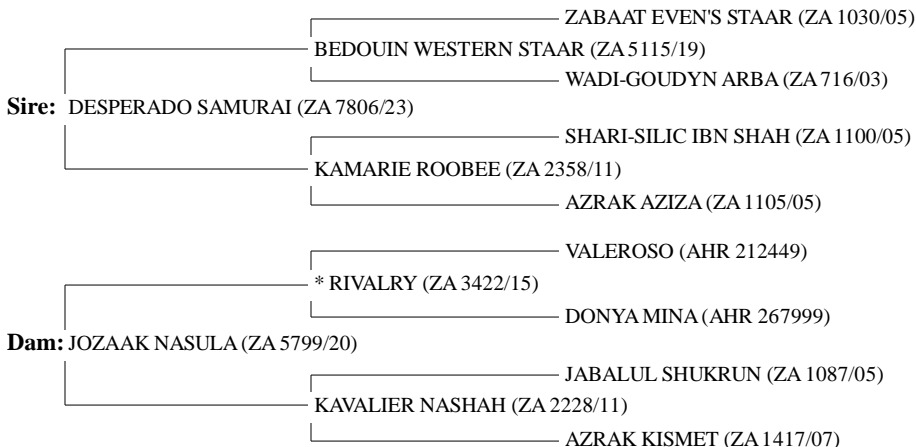 ZABAAT EVEN'S STAAR (ZA 1030/05)
BEDOUIN WESTERN STAAR (ZA 5115/19)
WADI-GOUDYN ARBA (ZA 716/03)
Sire: DESPERADO SAMURAI (ZA 7806/23)
SHARI-SILIC IBN SHAH (ZA 1100/05)
KAMARIE ROOBEE (ZA 2358/11)
AZRAK AZIZA (ZA 1105/05)
VALEROSO (AHR 212449)
* RIVALRY (ZA 3422/15)
DONYA MINA (AHR 267999)
Dam: JOZAAK NASULA (ZA 5799/20)
JABALUL SHUKRUN (ZA 1087/05)
KAVALIER NASHAH (ZA 2228/11)
AZRAK KISMET (ZA 1417/07)